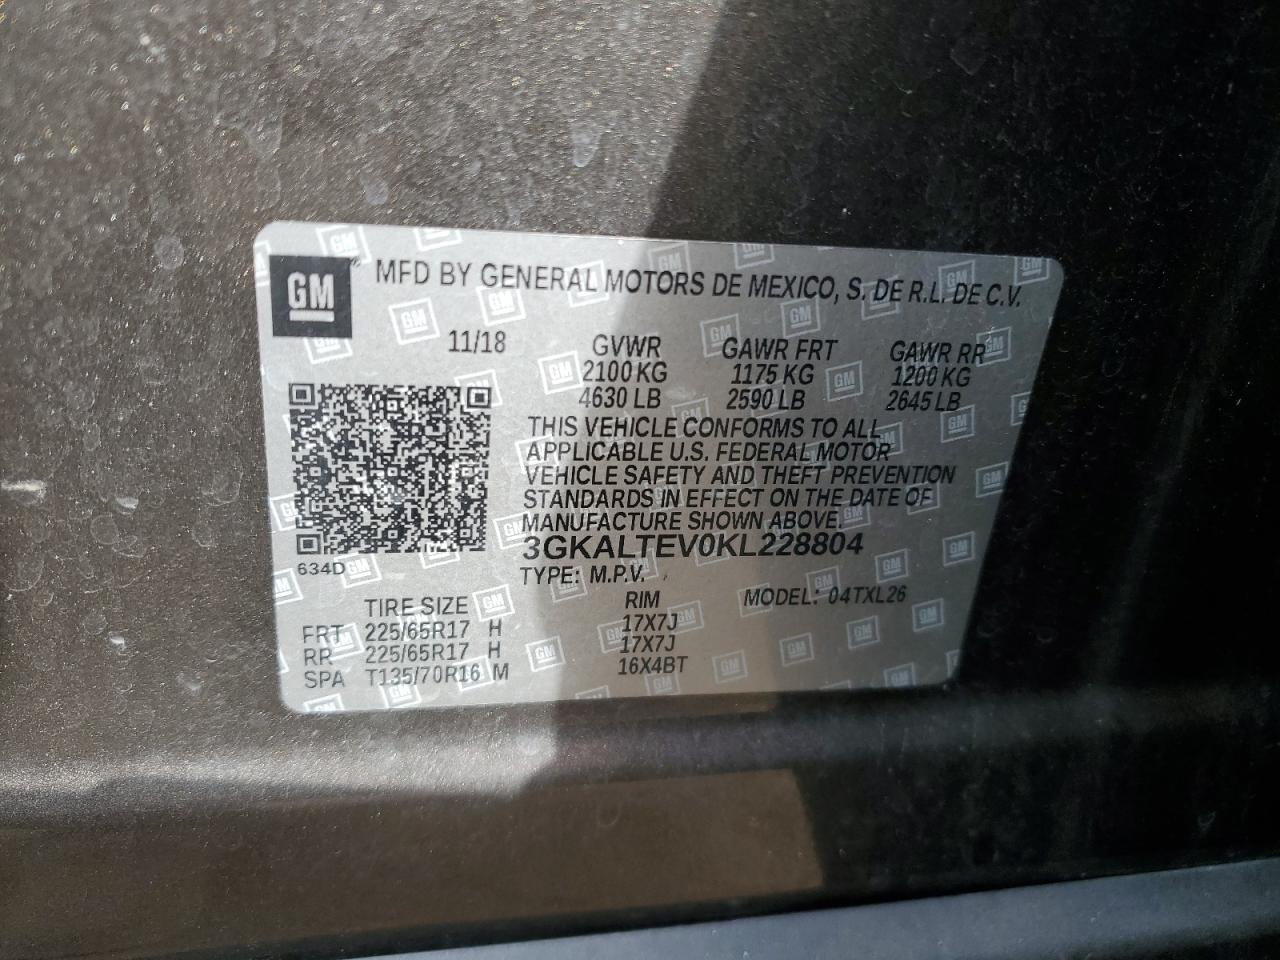 GM MFD BY GENERAL MOTORS DE MEXICO, S. DE R.L. DE C.V.
11/18 GVWR GAWR FRT GAWR RR
2100 KG 1175 KG 1200 KG
4630 LB 2590 LB 2645 LB
THIS VEHICLE CONFORMS TO ALL
APPLICABLE U.S. FEDERAL MOTOR
VEHICLE SAFETY AND THEFT PREVENTION
STANDARDS IN EFFECT ON THE DATE OF
MANUFACTURE SHOWN ABOVE.
3GKALTEV0KL228804
634D
TYPE: M.P.V.
TIRE SIZE RIM MODEL: 04TXL26
FRT 225/65R17 H 17X7J
RR 225/65R17 H 17X7J
SPA T135/70R16 M 16X4BT